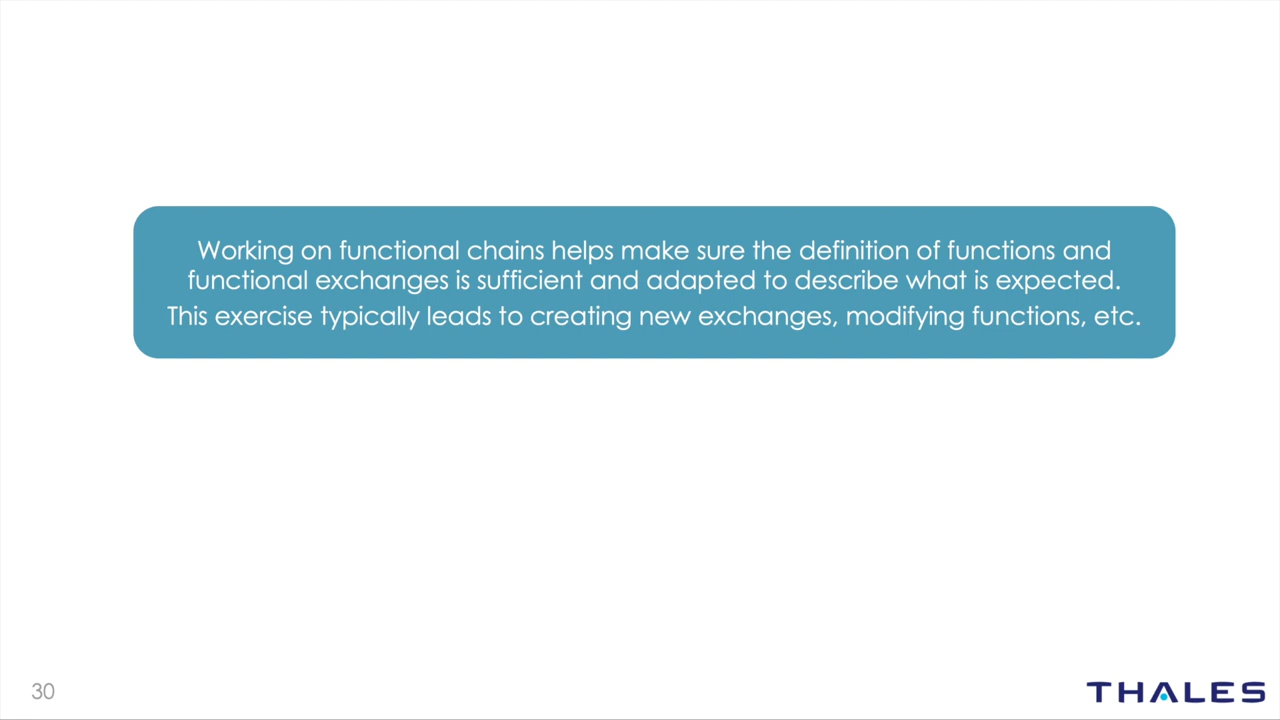 Working on functional chains helps make sure the definition of functions and
functional exchanges is sufficient and adapted to describe what is expected.
This exercise typically leads to creating new exchanges, modifying functions, etc.
30
THALES